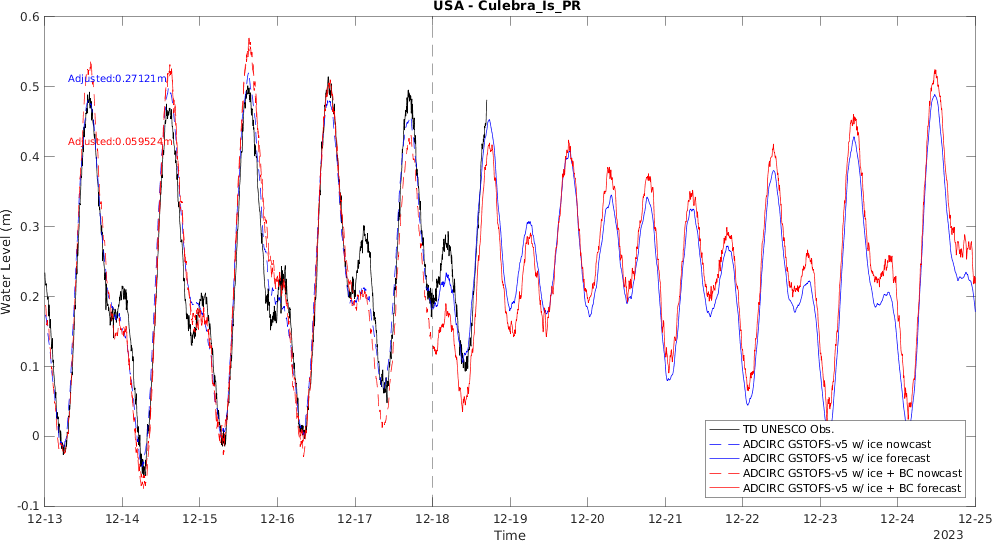 USA - Culebra_Is_PR
0.6
0.5
0.4
0.3
0.2
0.1
0
-0.1
Water Level (m)
Adjusted:0.27121m
Adjusted:0.059524m
TD UNESCO Obs.
ADCIRC GSTOFS-v5 w/ ice nowcast
ADCIRC GSTOFS-v5 w/ ice forecast
ADCIRC GSTOFS-v5 w/ ice + BC nowcast
ADCIRC GSTOFS-v5 w/ ice + BC forecast
12-13 12-14 12-15 12-16 12-17 12-18 12-19 12-20 12-21 12-22 12-23 12-24 12-25
Time
2023